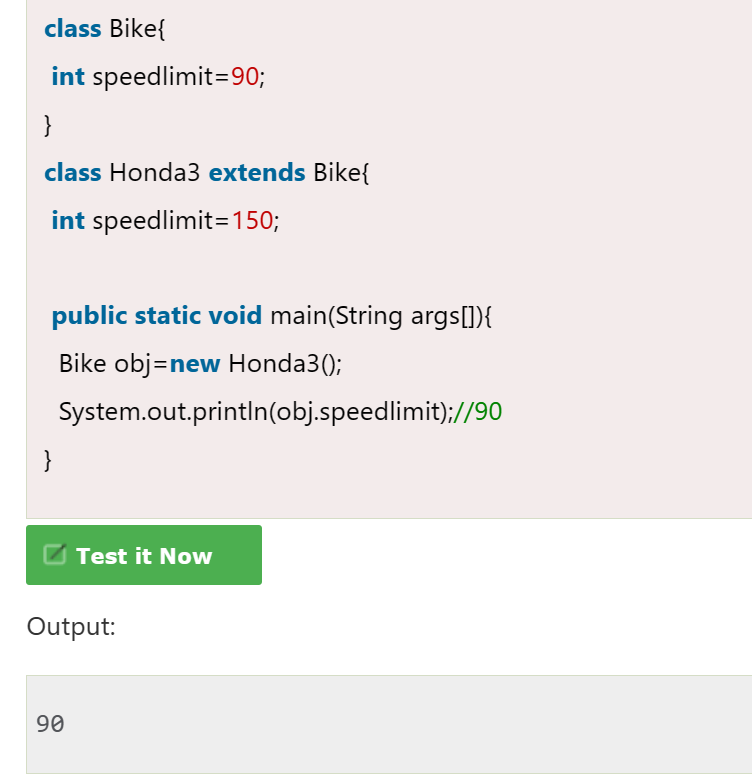 class Bike{
int speedlimit=90;
}
class Honda3 extends Bike{
int speedlimit=150;
public static void main(String args[]){
Bike obj=new Honda3();
System.out.println(obj.speedlimit);//90
}
Test it Now
Output:
90